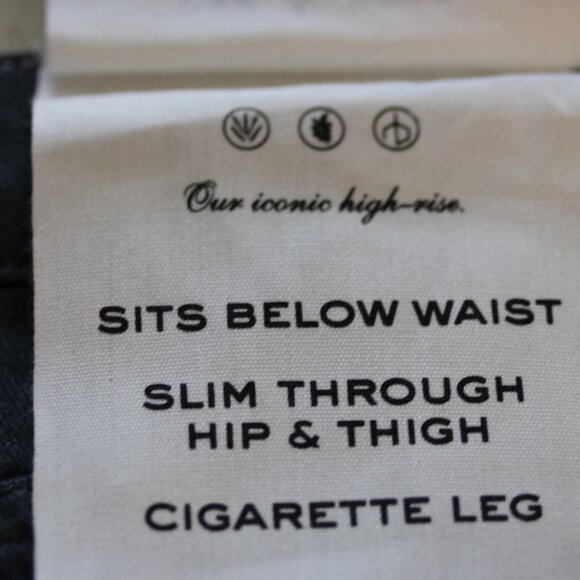 Our iconic high-rise.
SITS BELOW WAIST
SLIM THROUGH
HIP & THIGH
CIGARETTE LEG